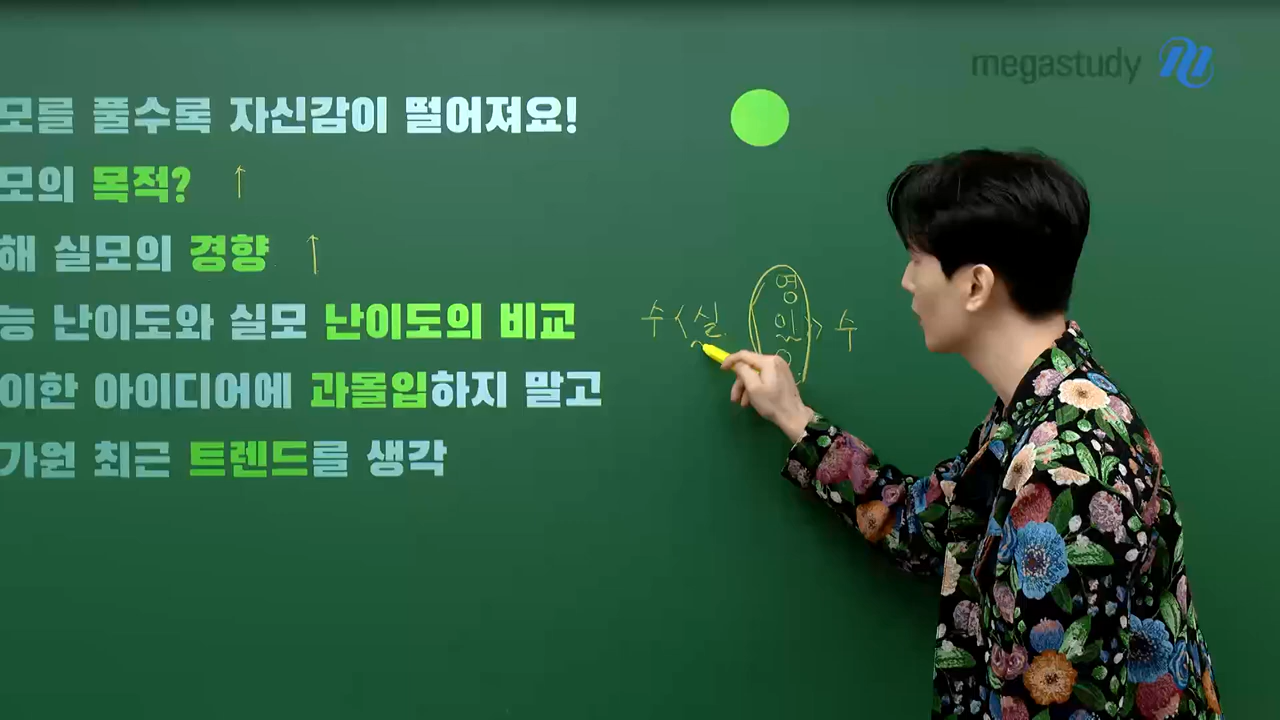 megastudy
모를 풀수록 자신감이 떨어져요!
모의 목적?
해 실모의 경향
능 난이도와 실모 난이도의 비교
이한 아이디어에 과몰입하지 말고
가원 최근 트렌드를 생각
영
수 < 실. 인 > 수